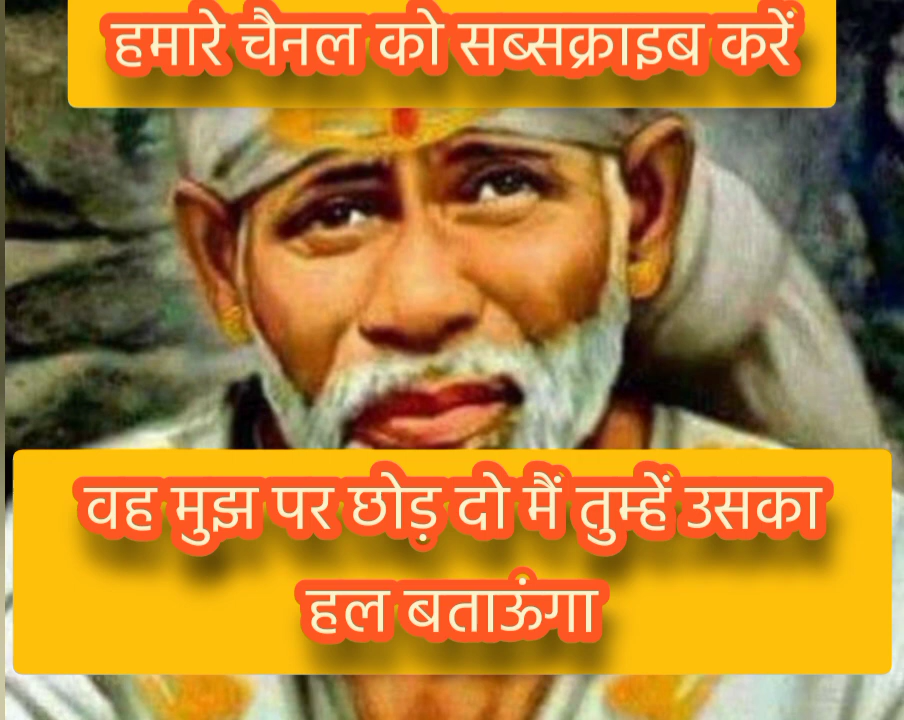 हमारे चैनल को सब्सक्राइब करें
वह मुझ पर छोड़ दो मैं तुम्हें उसका
हल बताऊंगा